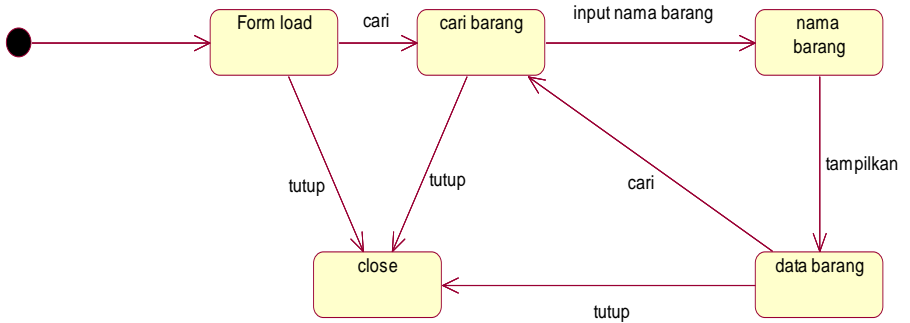 Form load
cari
cari barang
input nama barang
nama
barang
tutup
tutup
cari
tampilkan
close
data barang
tutup